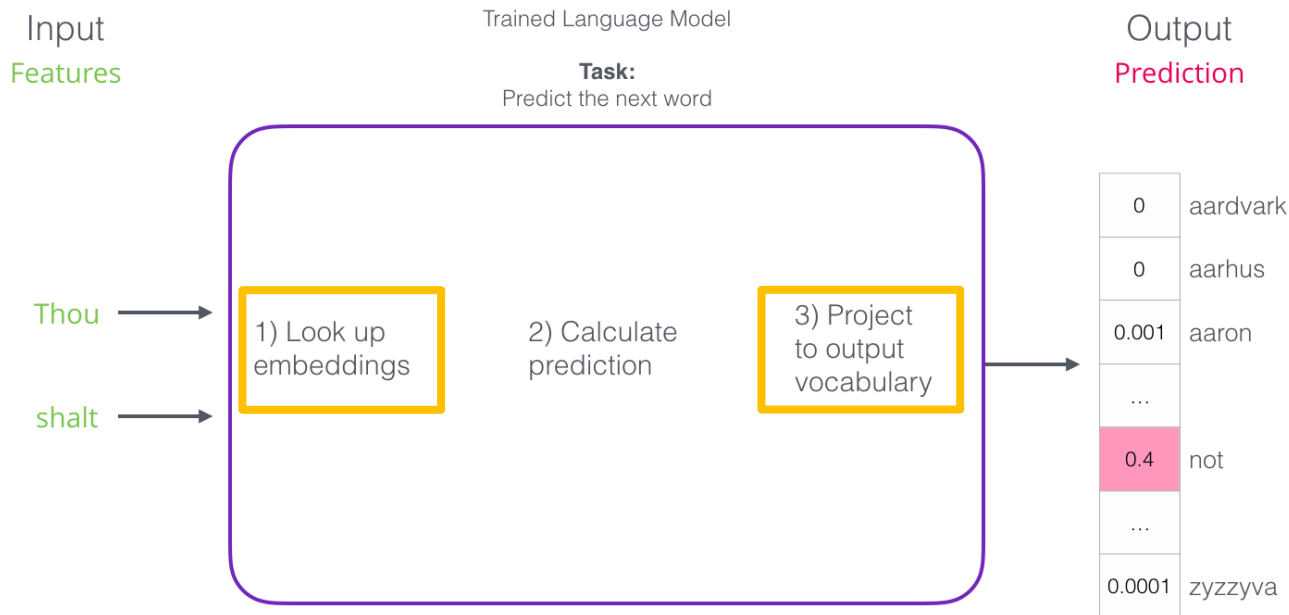 Input
Features
Trained Language Model
Task:
Predict the next word
Output
Prediction
Thou
shalt
1) Look up
embeddings
2) Calculate
prediction
3) Project
to output
vocabulary
0 aardvark
0 aarhus
0.001 aaron
...
0.4 not
...
0.0001 zyzzyva